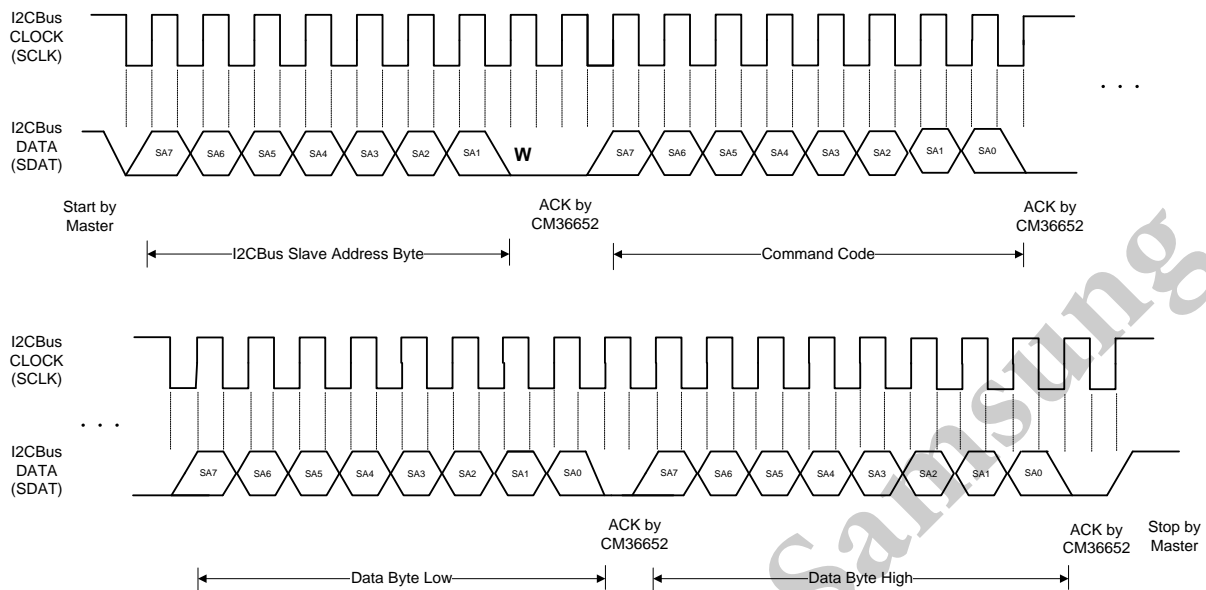 I2CBus
CLOCK
(SCLK)
. . .
I2CBus
DATA
(SDAT)
SA7 SA6 SA5 SA4 SA3 SA2 SA1 W SA7 SA6 SA5 SA4 SA3 SA2 SA1 SA0
Start by
Master
ACK by
CM36652
ACK by
CM36652
I2CBus Slave Address Byte
Command Code
I2CBus
CLOCK
(SCLK)
. . .
I2CBus
DATA
(SDAT)
SA7 SA6 SA5 SA4 SA3 SA2 SA1 SA0 SA7 SA6 SA5 SA4 SA3 SA2 SA1 SA0
ACK by
CM36652
ACK by
CM36652
Stop by
Master
Data Byte Low
Data Byte High
Samsung